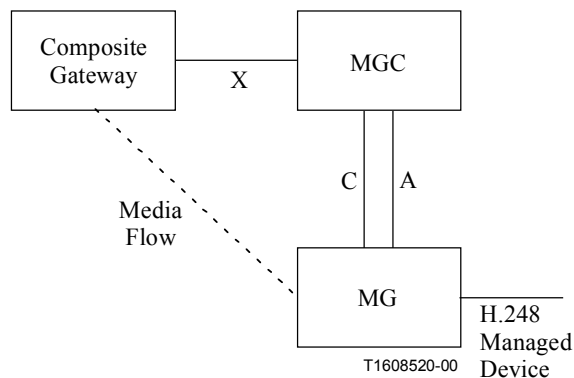 Composite
Gateway
X
MGC
C
A
Media
Flow
MG
H.248
Managed
Device
T1608520-00